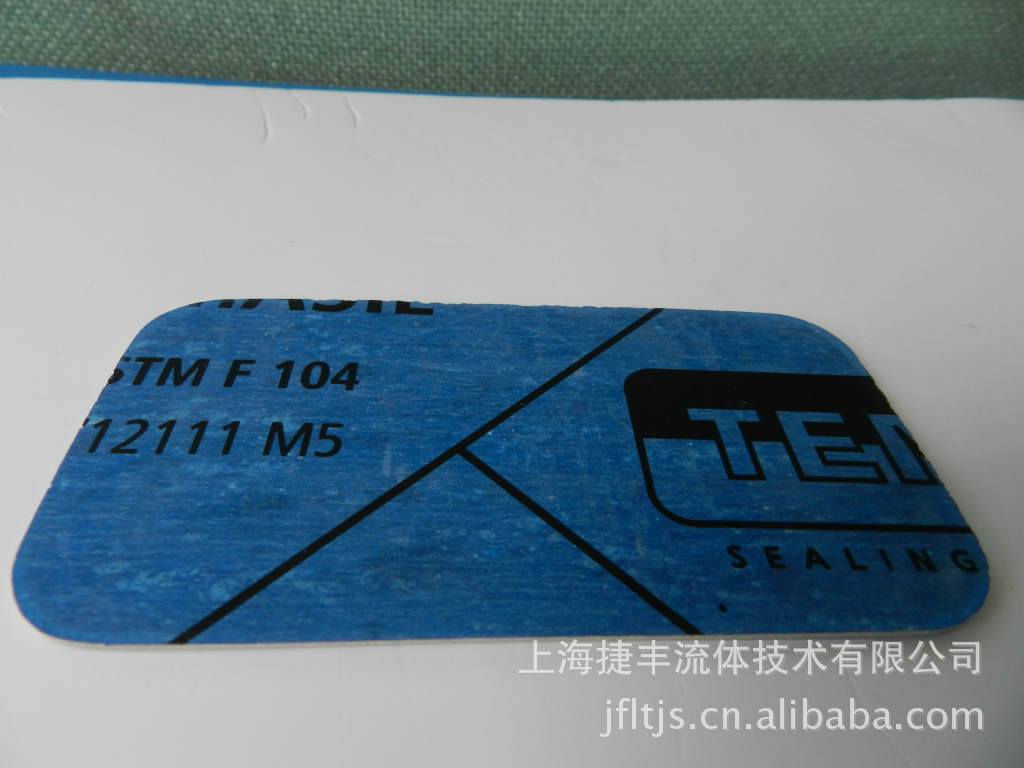 STM F 104
12111 M5
TE
SEALING
上海捷丰流体技术有限公司
jfltjs.cn.alibaba.com